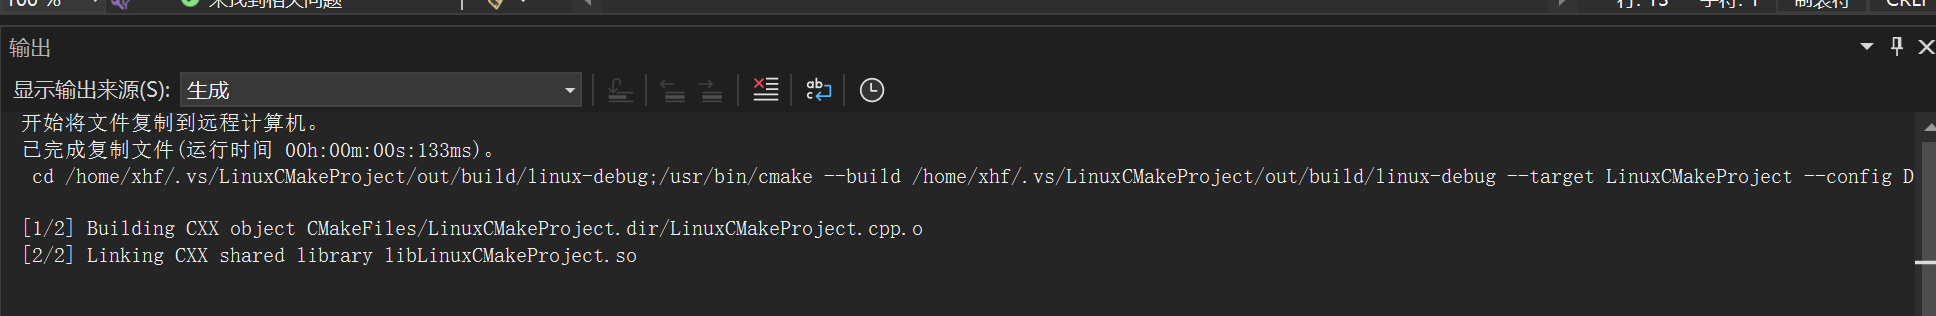 100 % 未找到相关问题 行: 13 字符: 1 制表符 CRLF
输出
显示输出来源(S): 生成
开始将文件复制到远程计算机。
已完成复制文件(运行时间 00h:00m:00s:133ms)。
cd /home/xhf/.vs/LinuxCMakeProject/out/build/linux-debug;/usr/bin/cmake --build /home/xhf/.vs/LinuxCMakeProject/out/build/linux-debug --target LinuxCMakeProject --config D
[1/2] Building CXX object CMakeFiles/LinuxCMakeProject.dir/LinuxCMakeProject.cpp.o
[2/2] Linking CXX shared library libLinuxCMakeProject.so